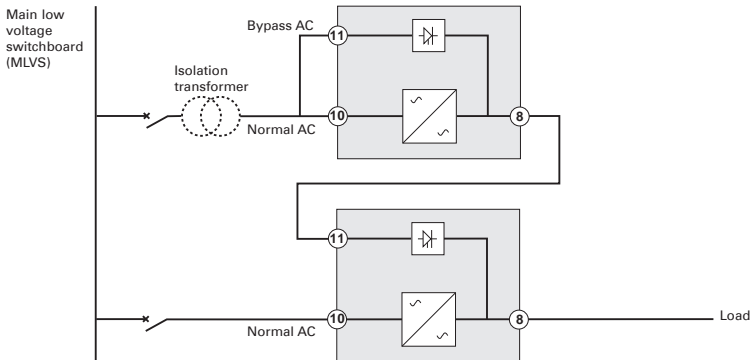 Main low
voltage
switchboard
(MLVS)
Bypass AC
11
Isolation
transformer
10
8
Normal AC
11
10
8
Load
Normal AC